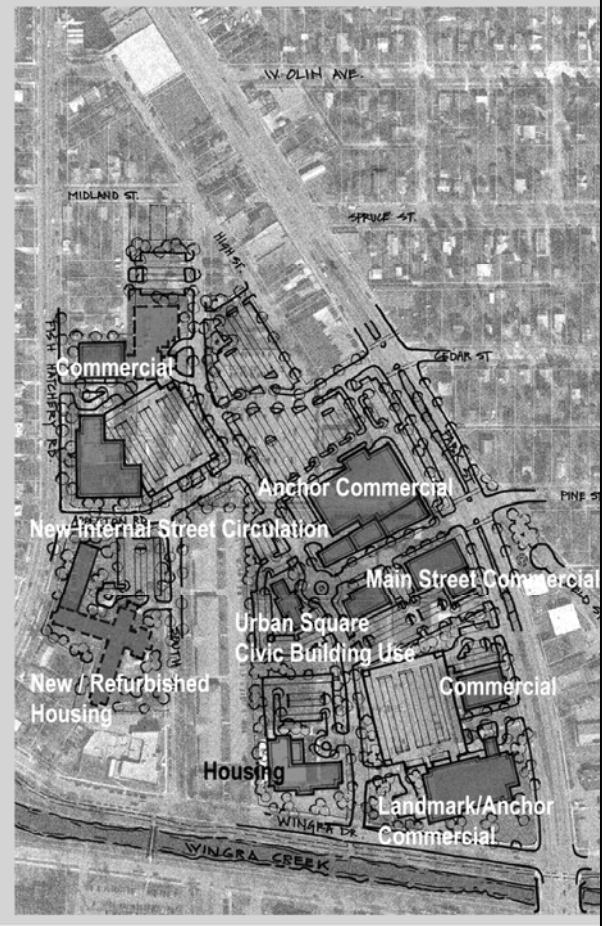 W. OLIN AVE.
MIDLAND ST.
SPRUCE ST.
HIGH ST.
CEDAR ST
FISH HATCHERY RD
Commercial
PARK ST
Anchor Commercial
PINE ST
New Internal Street Circulation
Main Street Commercial
Urban Square
Civic Building Use
New / Refurbished
Housing
Commercial
Housing
Landmark/Anchor
Commercial
WINGRA DR.
WINGRA CREEK